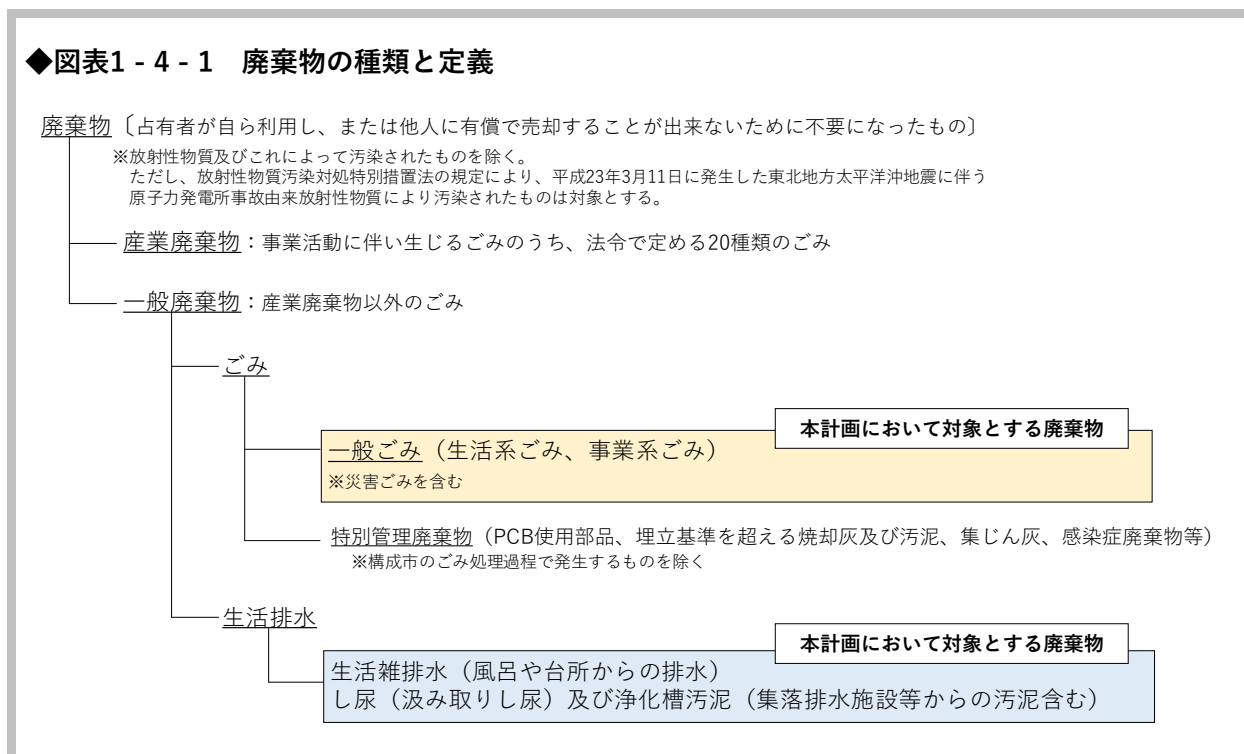 ◆図表1-4-1 廃棄物の種類と定義
廃棄物〔占有者が自ら利用し、または他人に有償で売却することが出来ないために不要になったもの〕
※放射性物質及びこれによって汚染されたものを除く。
ただし、放射性物質汚染対処特別措置法の規定により、平成23年3月11日に発生した東北地方太平洋沖地震に伴う
原子力発電所事故由来放射性物質により汚染されたものは対象とする。
産業廃棄物：事業活動に伴い生じるごみのうち、法令で定める20種類のごみ
一般廃棄物：産業廃棄物以外のごみ
ごみ
本計画において対象とする廃棄物
一般ごみ（生活系ごみ、事業系ごみ）
※災害ごみを含む
特別管理廃棄物（PCB使用部品、埋立基準を超える焼却灰及び汚泥、集じん灰、感染症廃棄物等）
※構成市のごみ処理過程で発生するものを除く
生活排水
本計画において対象とする廃棄物
生活雑排水（風呂や台所からの排水）
し尿（汲み取りし尿）及び浄化槽汚泥（集落排水施設等からの汚泥含む）